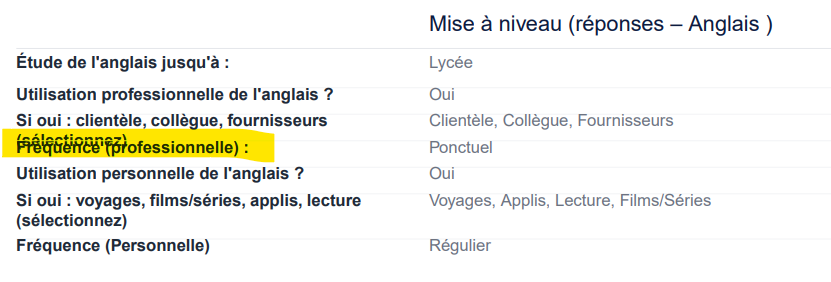 Mise à niveau (réponses – Anglais )
Étude de l'anglais jusqu'à : Lycée
Utilisation professionnelle de l'anglais ? Oui
Si oui : clientèle, collègue, fournisseurs Clientèle, Collègue, Fournisseurs
(sélectionnez)
Fréquence (professionnelle) : Ponctuel
Utilisation personnelle de l'anglais ? Oui
Si oui : voyages, films/séries, applis, lecture Voyages, Applis, Lecture, Films/Séries
(sélectionnez)
Fréquence (Personnelle) Régulier